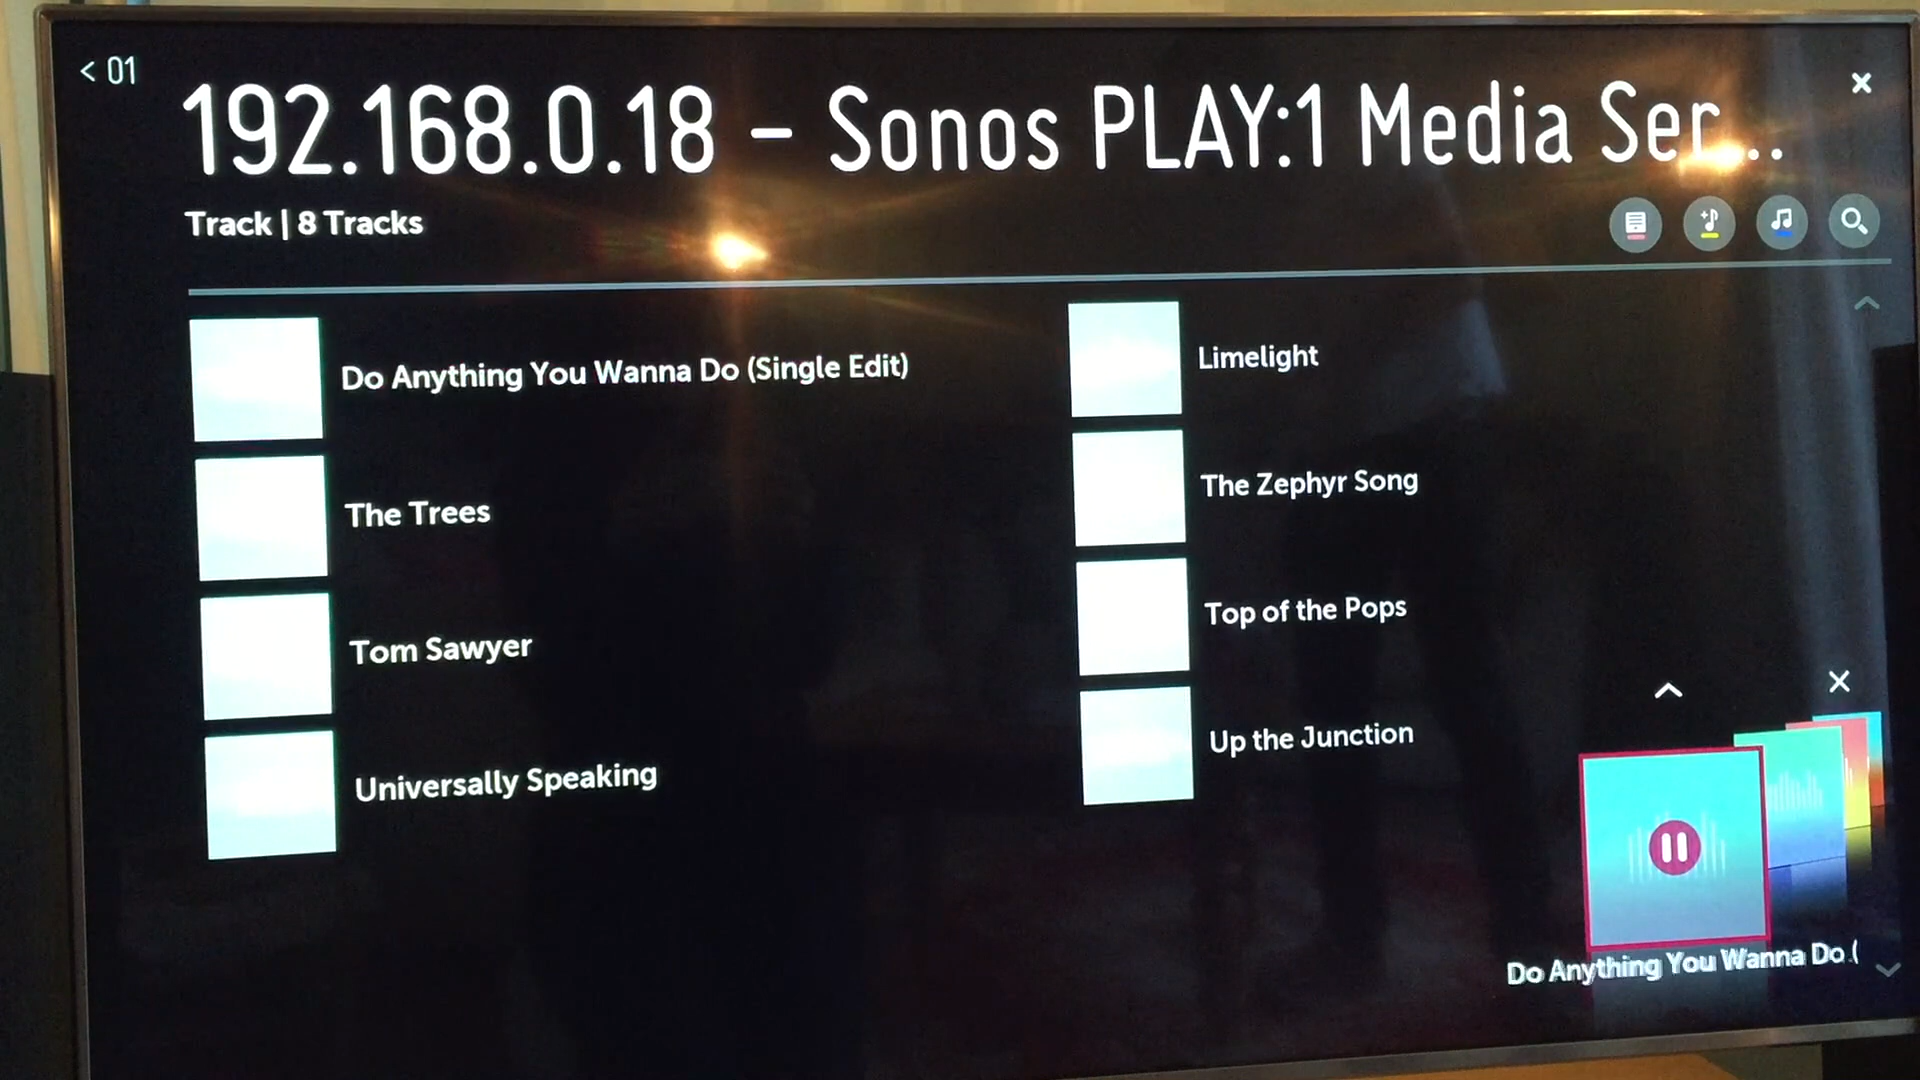 < 01
192.168.0.18 – Sonos PLAY:1 Media Ser...
Track | 8 Tracks
Do Anything You Wanna Do (Single Edit)
Limelight
The Trees
The Zephyr Song
Tom Sawyer
Top of the Pops
Universally Speaking
Up the Junction
Do Anything You Wanna Do (